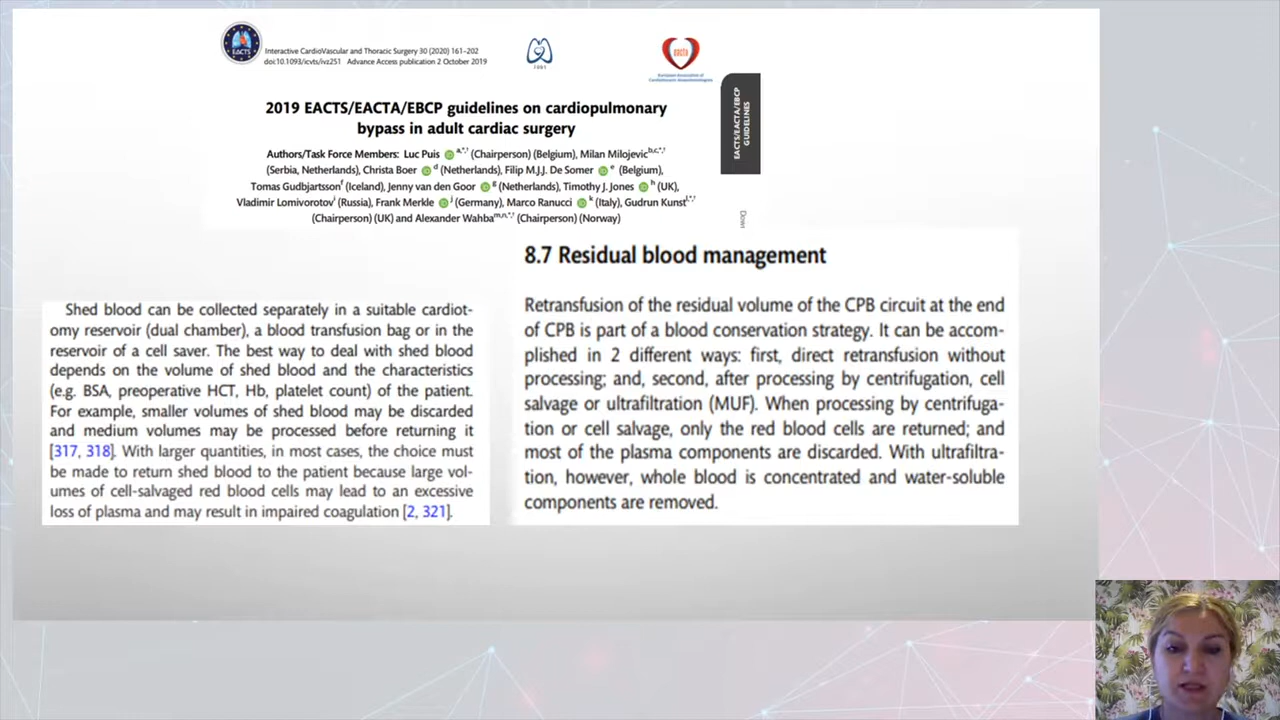 EACTS
Interactive CardioVascular and Thoracic Surgery 30 (2020) 161–202
doi:10.1093/icvts/ivz251 Advance Access publication 2 October 2019
1991
EACTA
European Association of
Cardiothoracic Anaesthesiologists
EACTS/EACTA/EBCP
GUIDELINES
2019 EACTS/EACTA/EBCP guidelines on cardiopulmonary
bypass in adult cardiac surgery
Authors/Task Force Members: Luc Puis a,*,† (Chairperson) (Belgium), Milan Milojevic b,c,*,†
(Serbia, Netherlands), Christa Boer d (Netherlands), Filip M.J.J. De Somer e (Belgium),
Tomas Gudbjartsson f (Iceland), Jenny van den Goor g (Netherlands), Timothy J. Jones h (UK),
Vladimir Lomivorotov i (Russia), Frank Merkle j (Germany), Marco Ranucci k (Italy), Gudrun Kunst l,*,†
(Chairperson) (UK) and Alexander Wahba m,n,*,† (Chairperson) (Norway)
Shed blood can be collected separately in a suitable cardiot-
omy reservoir (dual chamber), a blood transfusion bag or in the
reservoir of a cell saver. The best way to deal with shed blood
depends on the volume of shed blood and the characteristics
(e.g. BSA, preoperative HCT, Hb, platelet count) of the patient.
For example, smaller volumes of shed blood may be discarded
and medium volumes may be processed before returning it
[317, 318]. With larger quantities, in most cases, the choice must
be made to return shed blood to the patient because large vol-
umes of cell-salvaged red blood cells may lead to an excessive
loss of plasma and may result in impaired coagulation [2, 321].
8.7 Residual blood management
Retransfusion of the residual volume of the CPB circuit at the end
of CPB is part of a blood conservation strategy. It can be accom-
plished in 2 different ways: first, direct retransfusion without
processing; and, second, after processing by centrifugation, cell
salvage or ultrafiltration (MUF). When processing by centrifuga-
tion or cell salvage, only the red blood cells are returned; and
most of the plasma components are discarded. With ultrafiltra-
tion, however, whole blood is concentrated and water-soluble
components are removed.